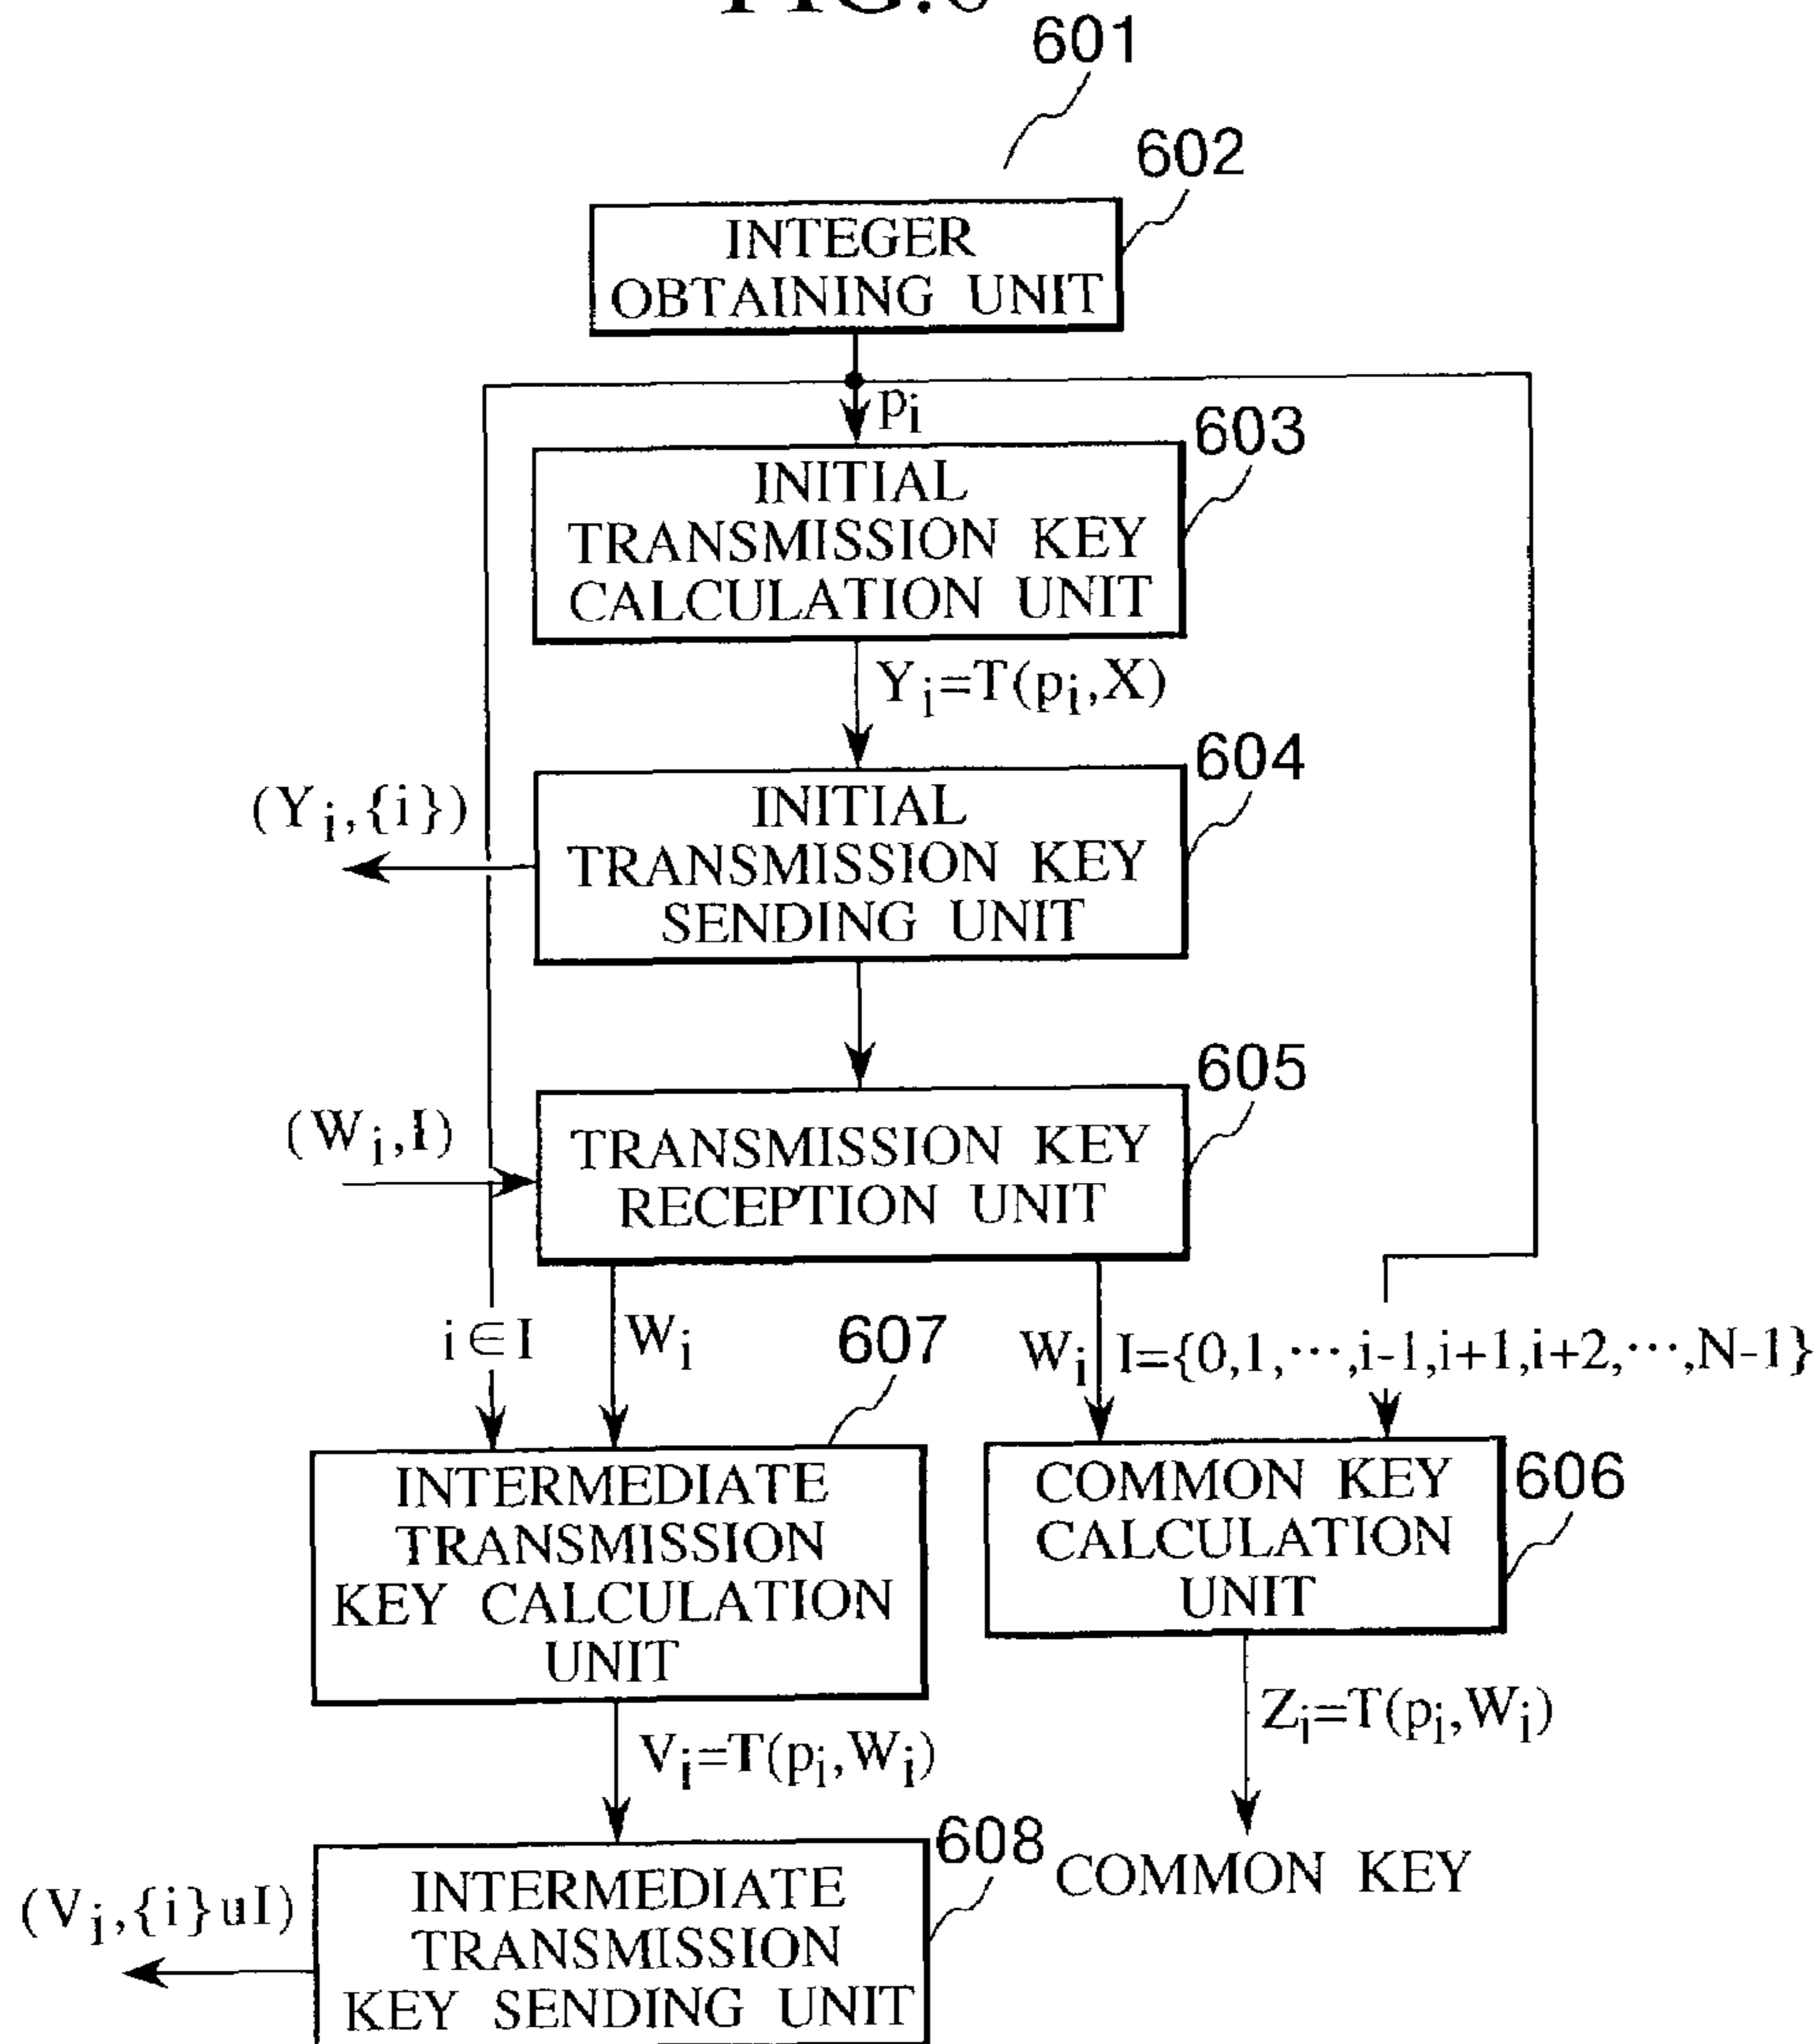 FIG.6
601
602
INTEGER
OBTAINING UNIT
pi
603
INITIAL
TRANSMISSION KEY
CALCULATION UNIT
Yi=T(pi,X)
604
(Yi,{i})
INITIAL
TRANSMISSION KEY
SENDING UNIT
605
(Wi,I)
TRANSMISSION KEY
RECEPTION UNIT
i∈I
Wi
607
Wi
I={0,1,⋯,i-1,i+1,i+2,⋯,N-1}
INTERMEDIATE
TRANSMISSION
KEY CALCULATION
UNIT
COMMON KEY
CALCULATION
UNIT
606
Vi=T(pi,Wi)
Zi=T(pi,Wi)
608
COMMON KEY
(Vi,{i}uI)
INTERMEDIATE
TRANSMISSION
KEY SENDING UNIT